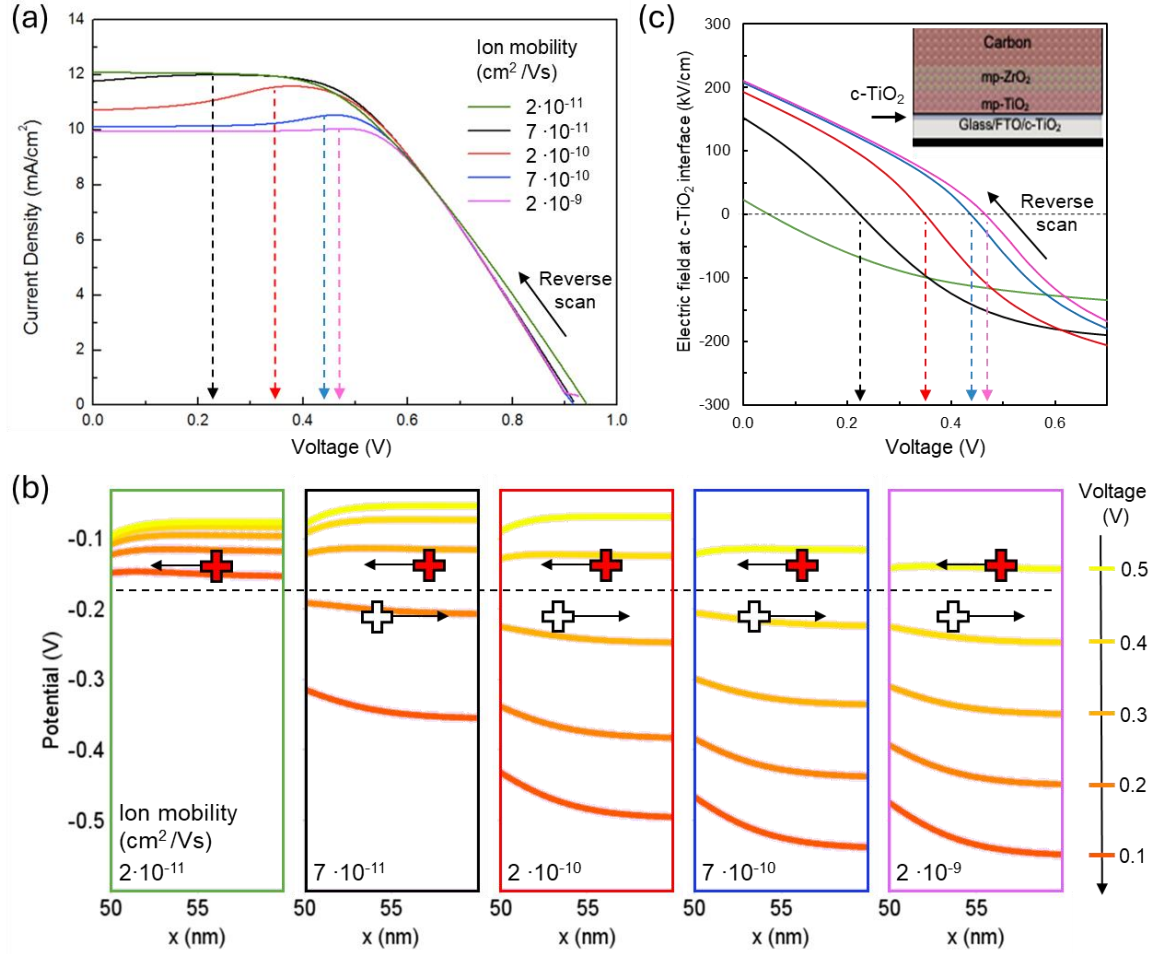 (a)
14
12
10
8
6
4
2
0
Current Density (mA/cm²)
0.0
0.2
0.4
0.6
0.8
1.0
Voltage (V)
Ion mobility
(cm² /Vs)
2·10⁻¹¹
7 ·10⁻¹¹
2 ·10⁻¹⁰
7 ·10⁻¹⁰
2 ·10⁻⁹
Reverse
scan
(c)
300
200
100
0
-100
-200
-300
Electric field at c-TiO₂ interface (kV/cm)
0.0
0.2
0.4
0.6
Voltage (V)
c-TiO₂
Carbon
mp-ZrO₂
mp-TiO₂
Glass/FTO/c-TiO₂
Reverse
scan
(b)
Potential (V)
-0.1
-0.2
-0.3
-0.4
-0.5
Ion mobility
(cm² /Vs)
2·10⁻¹¹
7 ·10⁻¹¹
2 ·10⁻¹⁰
7 ·10⁻¹⁰
2 ·10⁻⁹
50
55
x (nm)
50
55
x (nm)
50
55
x (nm)
50
55
x (nm)
50
55
x (nm)
Voltage
(V)
0.5
0.4
0.3
0.2
0.1